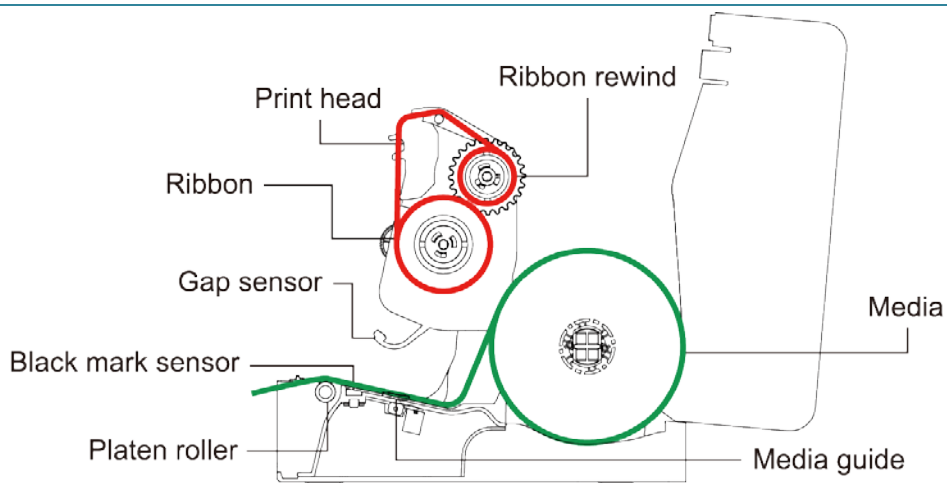 Ribbon rewind
Print head
Ribbon
Gap sensor
Media
Black mark sensor
Platen roller
Media guide